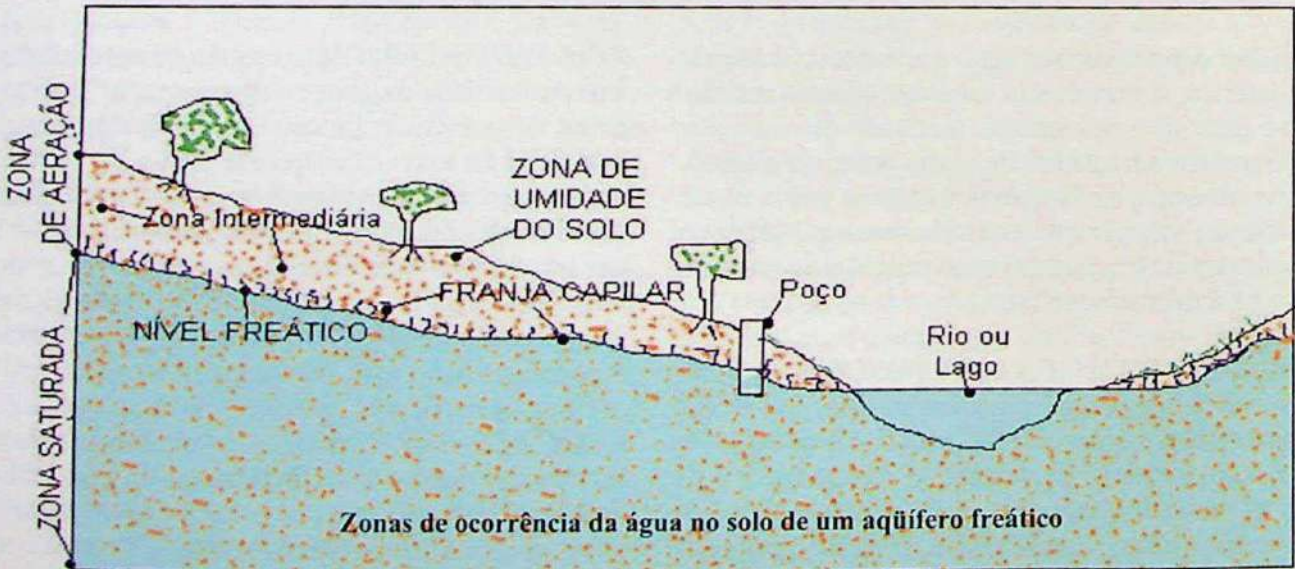 ZONA
DE AERAÇÃO
ZONA SATURADA
Zona Intermediária
ZONA DE
UMIDADE
DO SOLO
FRANJA CAPILAR
NÍVEL FREÁTICO
Poço
Rio ou
Lago
Zonas de ocorrência da água no solo de um aqüífero freático